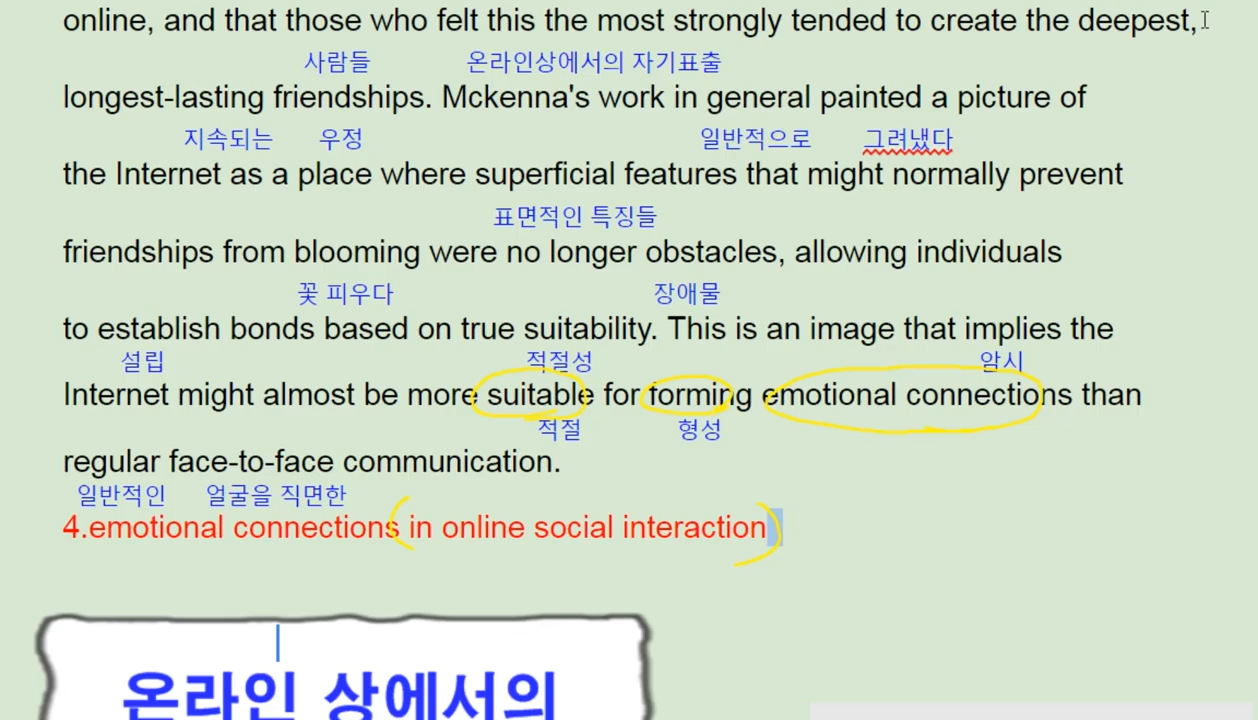 online, and that those who felt this the most strongly tended to create the deepest,
사람들 온라인상에서의 자기표출
longest-lasting friendships. Mckenna's work in general painted a picture of
지속되는 우정 일반적으로 그려냈다
the Internet as a place where superficial features that might normally prevent
표면적인 특징들
friendships from blooming were no longer obstacles, allowing individuals
꽃 피우다 장애물
to establish bonds based on true suitability. This is an image that implies the
설립 적절성 암시
Internet might almost be more suitable for forming emotional connections than
적절 형성
regular face-to-face communication.
일반적인 얼굴을 직면한
4.emotional connections in online social interaction
온라인 상에서의